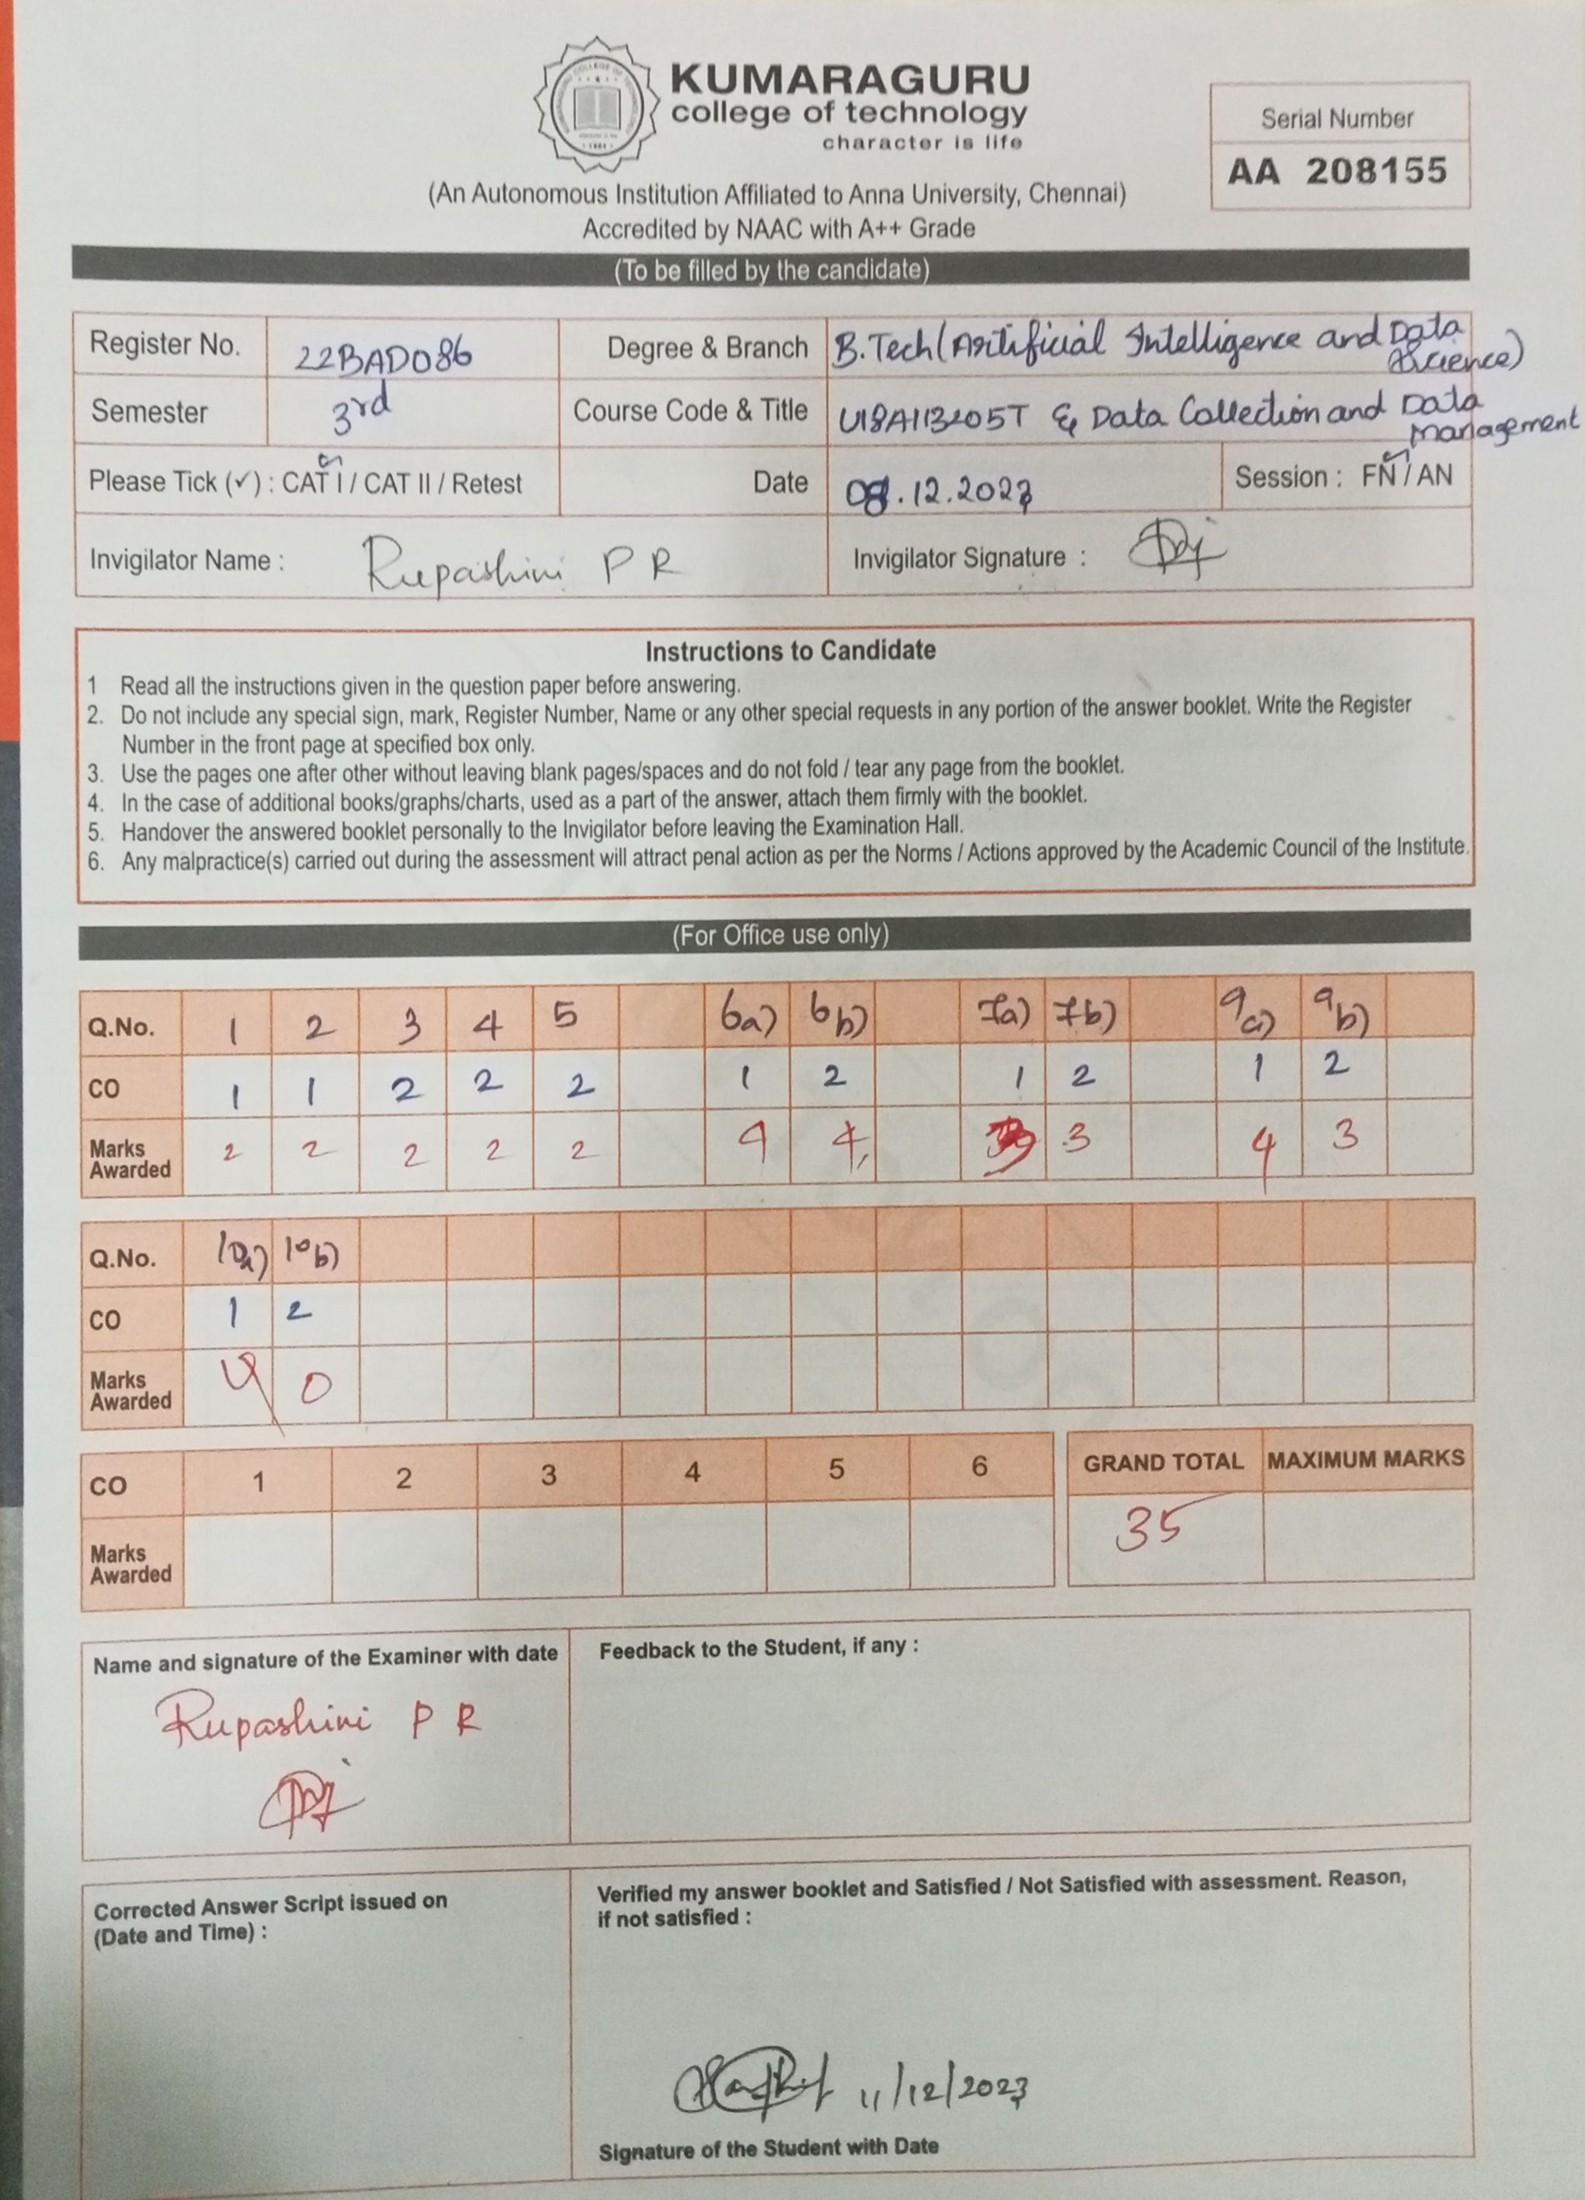 KUMARAGURU
college of technology
character is life
(An Autonomous Institution Affiliated to Anna University, Chennai)
Accredited by NAAC with A++ Grade
Serial Number
AA 208155
(To be filled by the candidate)
Register No. 22BAD086 Degree & Branch B.Tech (Artificial Intelligence and Data Science)
Semester 3rd Course Code & Title U18AII3205T & Data Collection and Data Management
Please Tick (✓) : CAT I / CAT II / Retest Date 08.12.2023 Session : FN / AN
Invigilator Name : Rupashini P R Invigilator Signature :
Instructions to Candidate
1 Read all the instructions given in the question paper before answering.
2. Do not include any special sign, mark, Register Number, Name or any other special requests in any portion of the answer booklet. Write the Register
Number in the front page at specified box only.
3. Use the pages one after other without leaving blank pages/spaces and do not fold / tear any page from the booklet.
4. In the case of additional books/graphs/charts, used as a part of the answer, attach them firmly with the booklet.
5. Handover the answered booklet personally to the Invigilator before leaving the Examination Hall.
6. Any malpractice(s) carried out during the assessment will attract penal action as per the Norms / Actions approved by the Academic Council of the Institute.
(For Office use only)
Q.No. 1 2 3 4 5 6a) 6b) 7a) 7b) 9a) 9b)
CO 1 1 2 2 2 1 2 1 2 1 2
Marks Awarded 2 2 2 2 2 4 4 3 4 3
Q.No. 10a) 10b)
CO 1 2
Marks Awarded 4 0
CO 1 2 3 4 5 6 GRAND TOTAL MAXIMUM MARKS
Marks Awarded 35
Name and signature of the Examiner with date
Rupashini P R
Feedback to the Student, if any :
Corrected Answer Script issued on
(Date and Time) :
Verified my answer booklet and Satisfied / Not Satisfied with assessment. Reason,
if not satisfied :
11/12/2023
Signature of the Student with Date